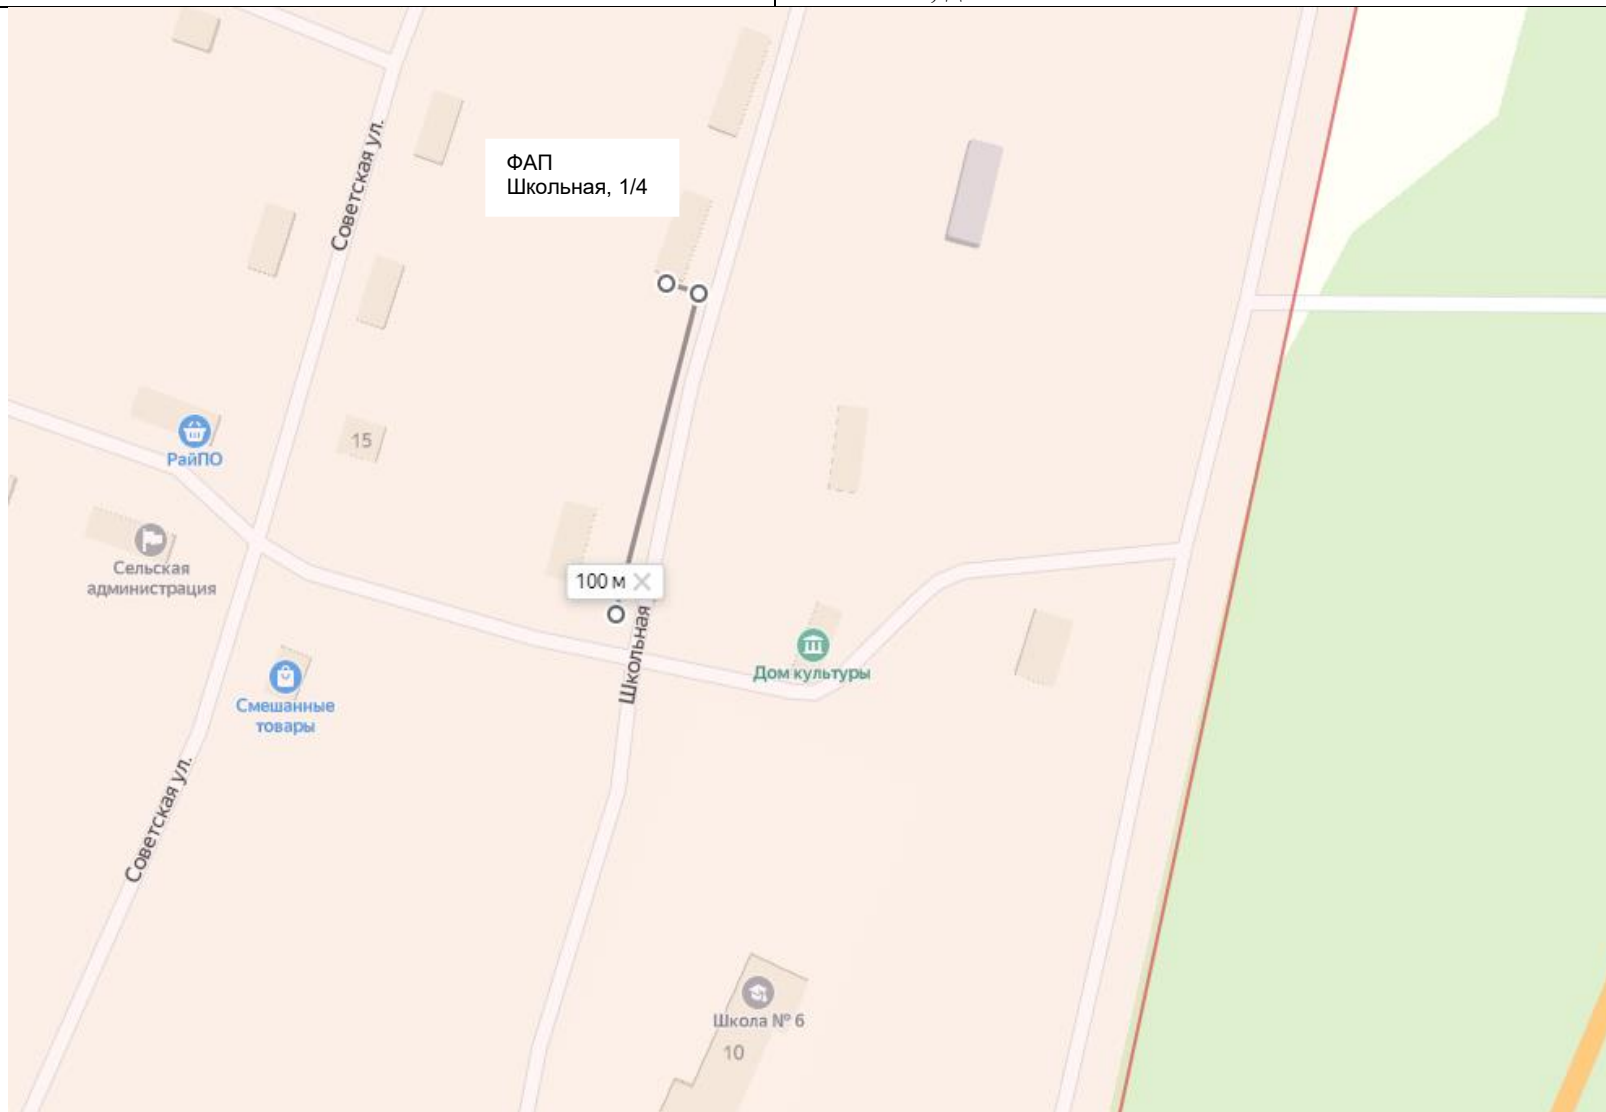 Советская ул.
ФАП
Школьная, 1/4
15
РайПО
Сельская
администрация
100 м
Школьная
Дом культуры
Смешанные
товары
Советская ул.
Школа № 6
10